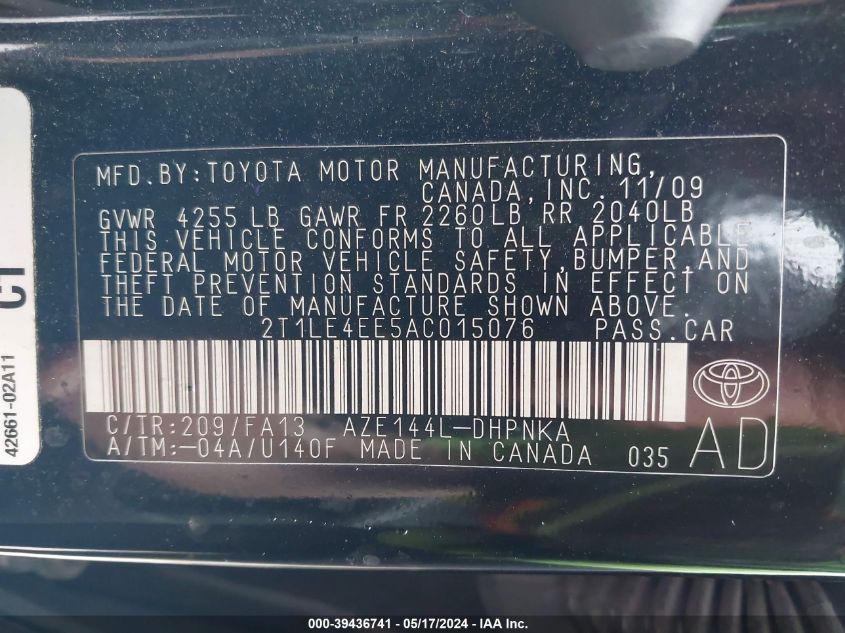 MFD.BY:TOYOTA MOTOR MANUFACTURING,
CANADA,INC. 11/09
GVWR 4255 LB GAWR FR 2260LB RR 2040LB
THIS VEHICLE CONFORMS TO ALL APPLICABLE
FEDERAL MOTOR VEHICLE SAFETY,BUMPER,AND
THEFT PREVENTION STANDARDS IN EFFECT ON
THE DATE OF MANUFACTURE SHOWN ABOVE.
2T1LE4EE5AC015076 PASS.CAR
C/TR:209/FA13 AZE144L-DHPNKA
A/TM:-04A/U140F MADE IN CANADA 035 AD
42661-02A11
000-39436741 - 05/17/2024 - IAA Inc.